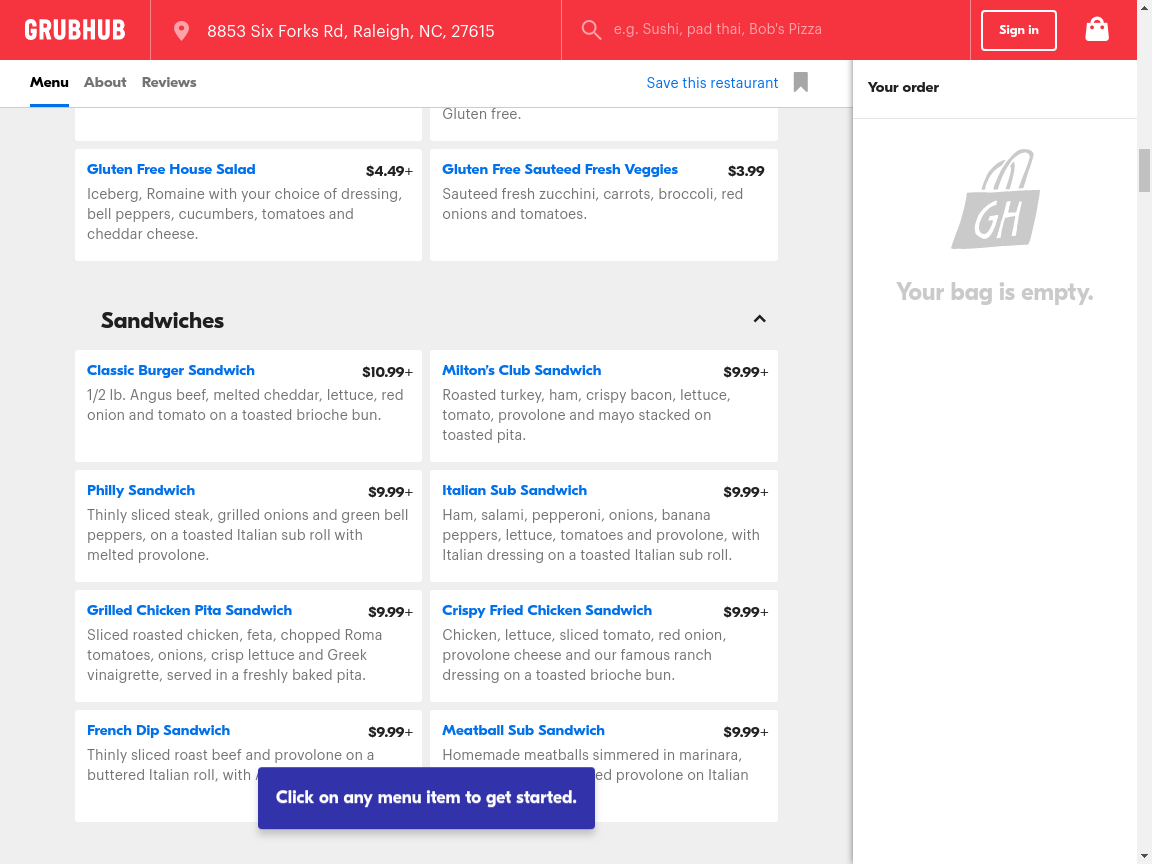 GRUBHUB
8853 Six Forks Rd, Raleigh, NC, 27615
e.g. Sushi, pad thai, Bob's Pizza
Sign in
Menu
About
Reviews
Save this restaurant
Your order
Gluten free.
Gluten Free House Salad
$4.49+
Iceberg, Romaine with your choice of dressing,
bell peppers, cucumbers, tomatoes and
cheddar cheese.
Gluten Free Sauteed Fresh Veggies
$3.99
Sauteed fresh zucchini, carrots, broccoli, red
onions and tomatoes.
GH
Your bag is empty.
Sandwiches
Classic Burger Sandwich
$10.99+
1/2 lb. Angus beef, melted cheddar, lettuce, red
onion and tomato on a toasted brioche bun.
Milton's Club Sandwich
$9.99+
Roasted turkey, ham, crispy bacon, lettuce,
tomato, provolone and mayo stacked on
toasted pita.
Philly Sandwich
$9.99+
Thinly sliced steak, grilled onions and green bell
peppers, on a toasted Italian sub roll with
melted provolone.
Italian Sub Sandwich
$9.99+
Ham, salami, pepperoni, onions, banana
peppers, lettuce, tomatoes and provolone, with
Italian dressing on a toasted Italian sub roll.
Grilled Chicken Pita Sandwich
$9.99+
Sliced roasted chicken, feta, chopped Roma
tomatoes, onions, crisp lettuce and Greek
vinaigrette, served in a freshly baked pita.
Crispy Fried Chicken Sandwich
$9.99+
Chicken, lettuce, sliced tomato, red onion,
provolone cheese and our famous ranch
dressing on a toasted brioche bun.
French Dip Sandwich
$9.99+
Thinly sliced roast beef and provolone on a
buttered Italian roll, with
Meatball Sub Sandwich
$9.99+
Homemade meatballs simmered in marinara,
provolone on Italian
Click on any menu item to get started.